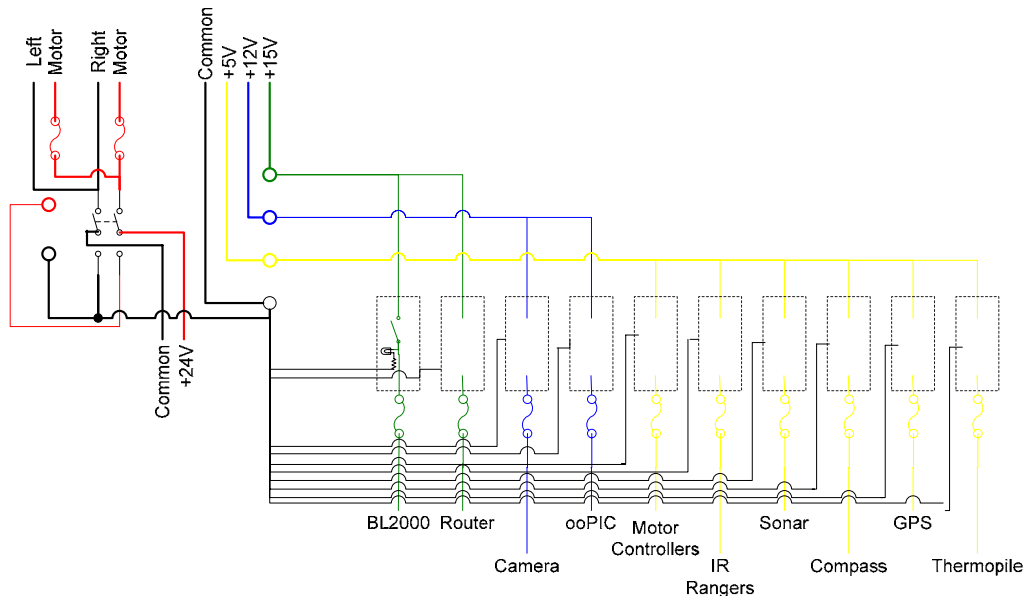 Left
Motor
Right
Motor
Common
+5V
+12V
+15V
Common
+24V
BL2000
Router
Camera
ooPIC
Motor
Controllers
IR
Rangers
Sonar
Compass
GPS
Thermopile